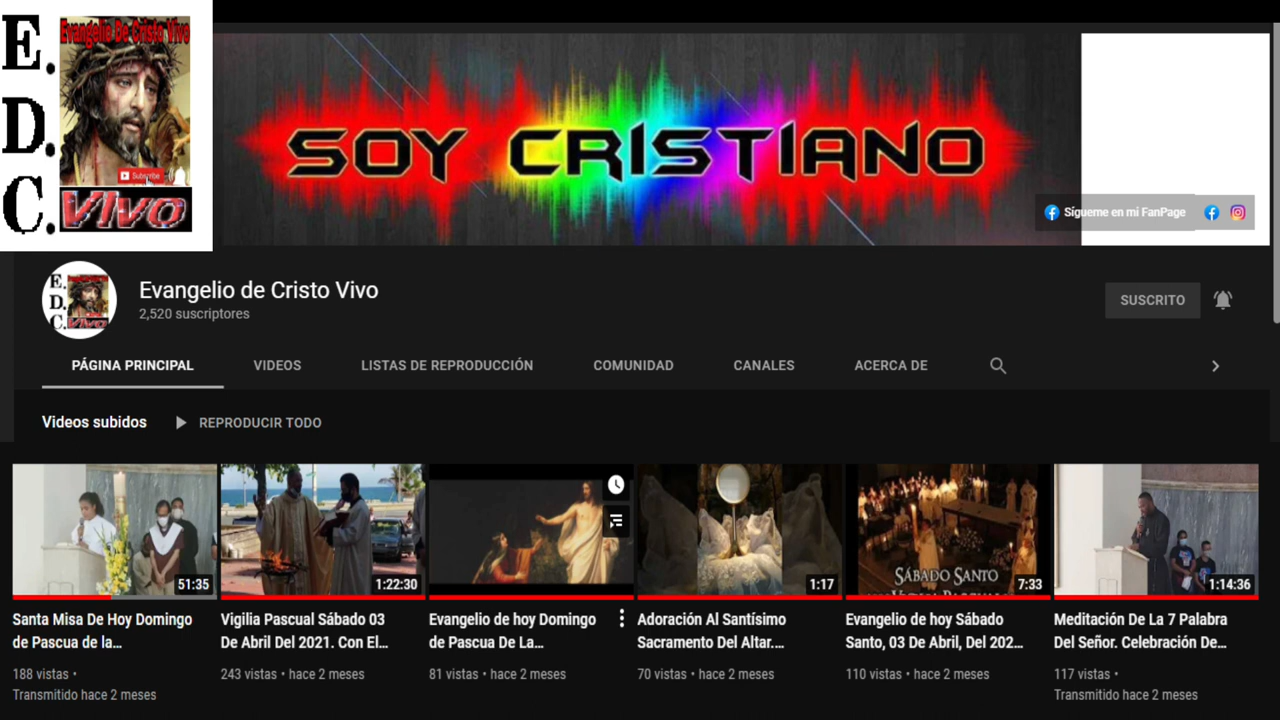 E.
D.
C.
Evangelio De Cristo Vivo
Subscribe
Vivo
SOY CRISTIANO
Sígueme en mi FanPage
E.
D.
C.
Vivo
Evangelio de Cristo Vivo
2,520 suscriptores
SUSCRITO
PÁGINA PRINCIPAL
VIDEOS
LISTAS DE REPRODUCCIÓN
COMUNIDAD
CANALES
ACERCA DE
Videos subidos
REPRODUCIR TODO
51:35
1:22:30
1:17
SÁBADO SANTO
7:33
1:14:36
Santa Misa De Hoy Domingo
de Pascua de la...
188 vistas •
Transmitido hace 2 meses
Vigilia Pascual Sábado 03
De Abril Del 2021. Con El...
243 vistas • hace 2 meses
Evangelio de hoy Domingo
de Pascua De La...
81 vistas • hace 2 meses
Adoración Al Santísimo
Sacramento Del Altar....
70 vistas • hace 2 meses
Evangelio de hoy Sábado
Santo, 03 De Abril, Del 202...
110 vistas • hace 2 meses
Meditación De La 7 Palabra
Del Señor. Celebración De...
117 vistas •
Transmitido hace 2 meses